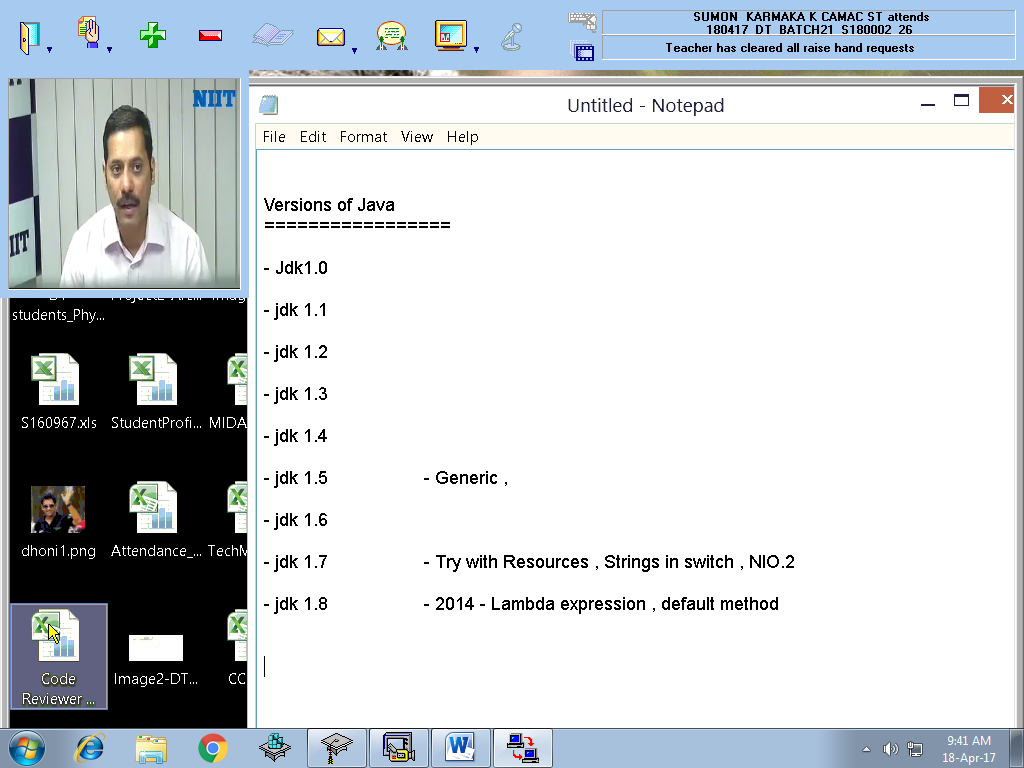 SUMON KARMAKA K CAMAC ST attends
180417 DT BATCH21 S180002 26
Teacher has cleared all raise hand requests
NIIT
IIT
Untitled - Notepad
File Edit Format View Help
Versions of Java
=================
- Jdk1.0
- jdk 1.1
- jdk 1.2
- jdk 1.3
- jdk 1.4
- jdk 1.5 - Generic ,
- jdk 1.6
- jdk 1.7 - Try with Resources , Strings in switch , NIO.2
- jdk 1.8 - 2014 - Lambda expression , default method
students_Phy...
S160967.xls StudentProfi... MIDA
dhoni1.png Attendance_... TechM
Code Image2-DT... CC
Reviewer ...
9:41 AM
18-Apr-17